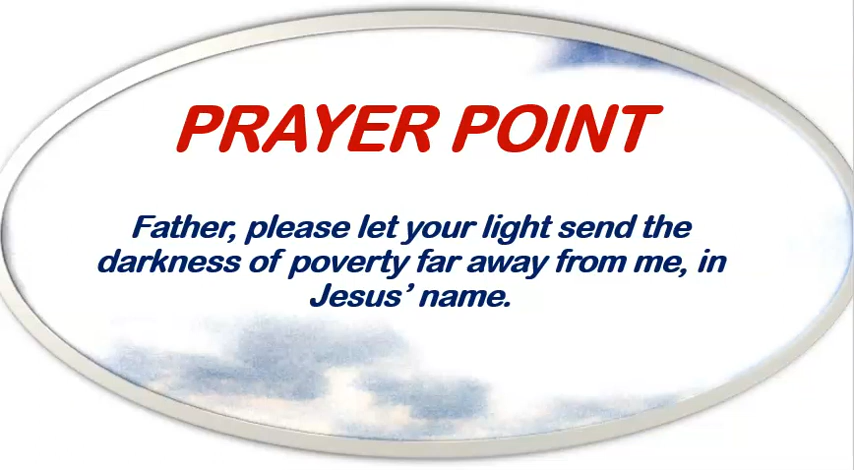 PRAYER POINT
Father, please let your light send the
darkness of poverty far away from me, in
Jesus’ name.